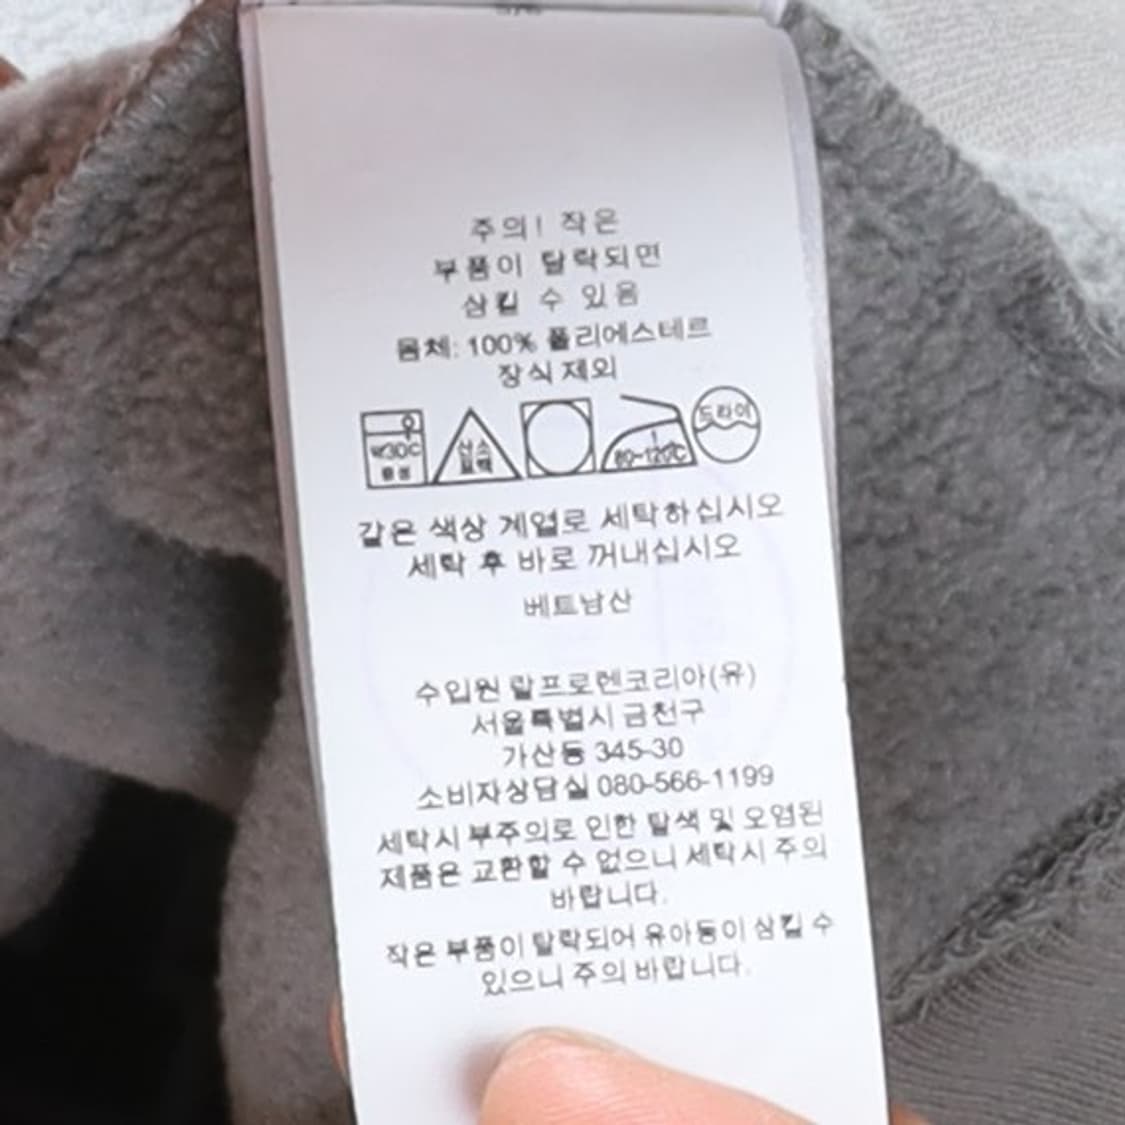 주의! 작은
부품이 탈락되면
삼킬 수 있음
몸체: 100% 폴리에스테르
장식 제외
약30℃
중성
산소
표백
80~120℃
드라이
같은 색상 계열로 세탁하십시오
세탁 후 바로 꺼내십시오
베트남산
수입원 랄프로렌코리아(유)
서울특별시 금천구
가산동 345-30
소비자상담실 080-566-1199
세탁시 부주의로 인한 탈색 및 오염된
제품은 교환할 수 없으니 세탁시 주의
바랍니다.
작은 부품이 탈락되어 유아동이 삼킬 수
있으니 주의 바랍니다.